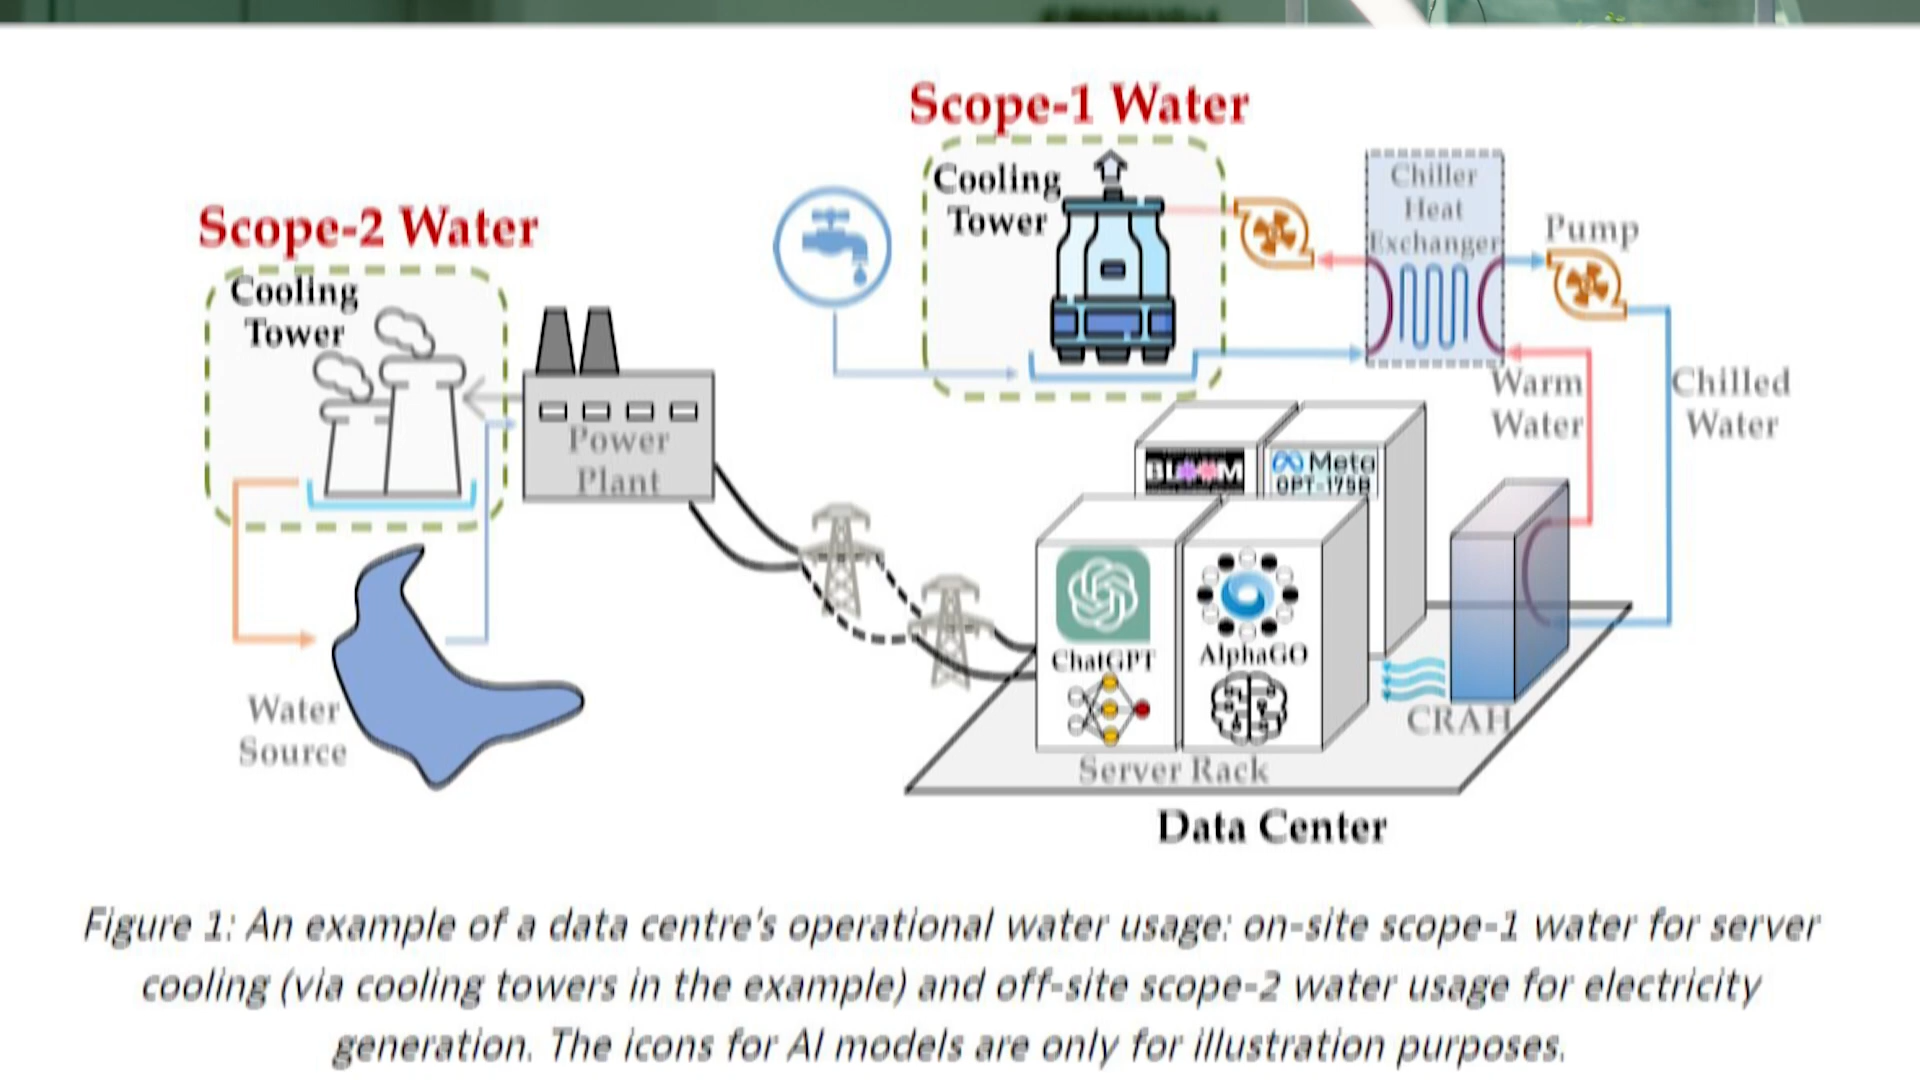 Scope-1 Water
Cooling
Tower
Chiller
Heat
Exchanger
Pump
Scope-2 Water
Cooling
Tower
Power
Plant
Warm
Water
Chilled
Water
BLOOM
Meta
OPT-175B
ChatGPT
AlphaGO
Water
Source
CRAH
Server Rack
Data Center
Figure 1: An example of a data centre's operational water usage: on-site scope-1 water for server
cooling (via cooling towers in the example) and off-site scope-2 water usage for electricity
generation. The icons for AI models are only for illustration purposes.